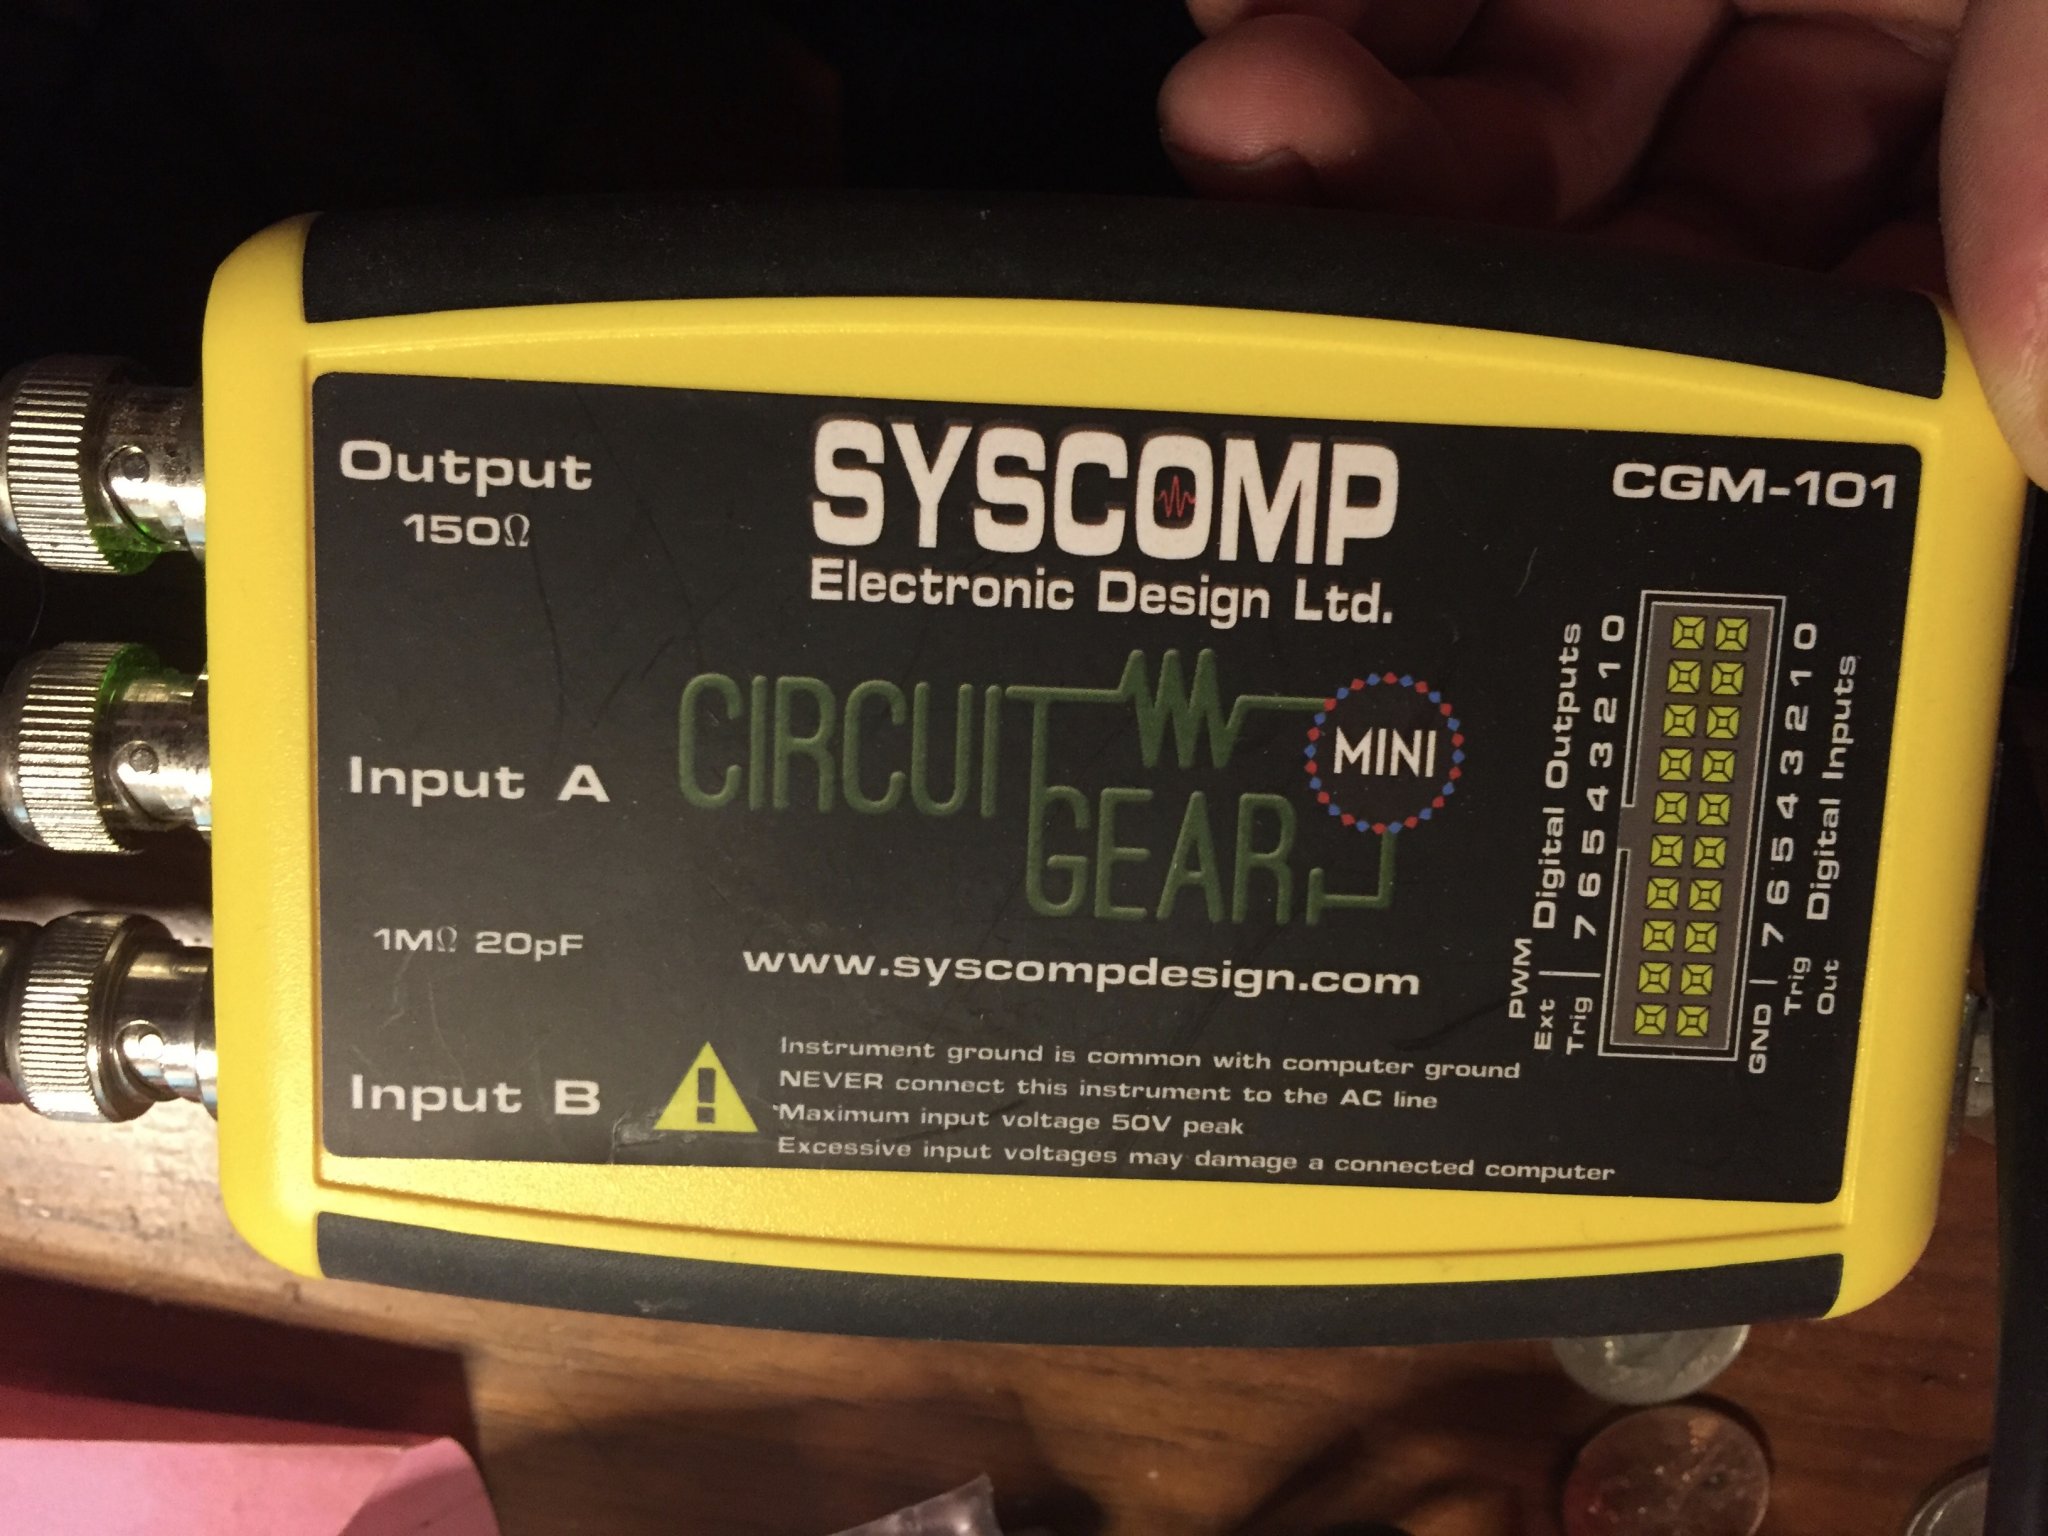 Output
150Ω
Input A
1MΩ 20pF
Input B
SYSCOMP
Electronic Design Ltd.
CIRCUIT
GEAR
MINI
www.syscompdesign.com
Instrument ground is common with computer ground
NEVER connect this instrument to the AC line
Maximum input voltage 50V peak
Excessive input voltages may damage a connected computer
CGM-101
PWM Digital Outputs
Ext
Trig
7 6 5 4 3 2 1 0
GND
7 6 5 4 3 2 1 0
Trig
Out
Digital Inputs